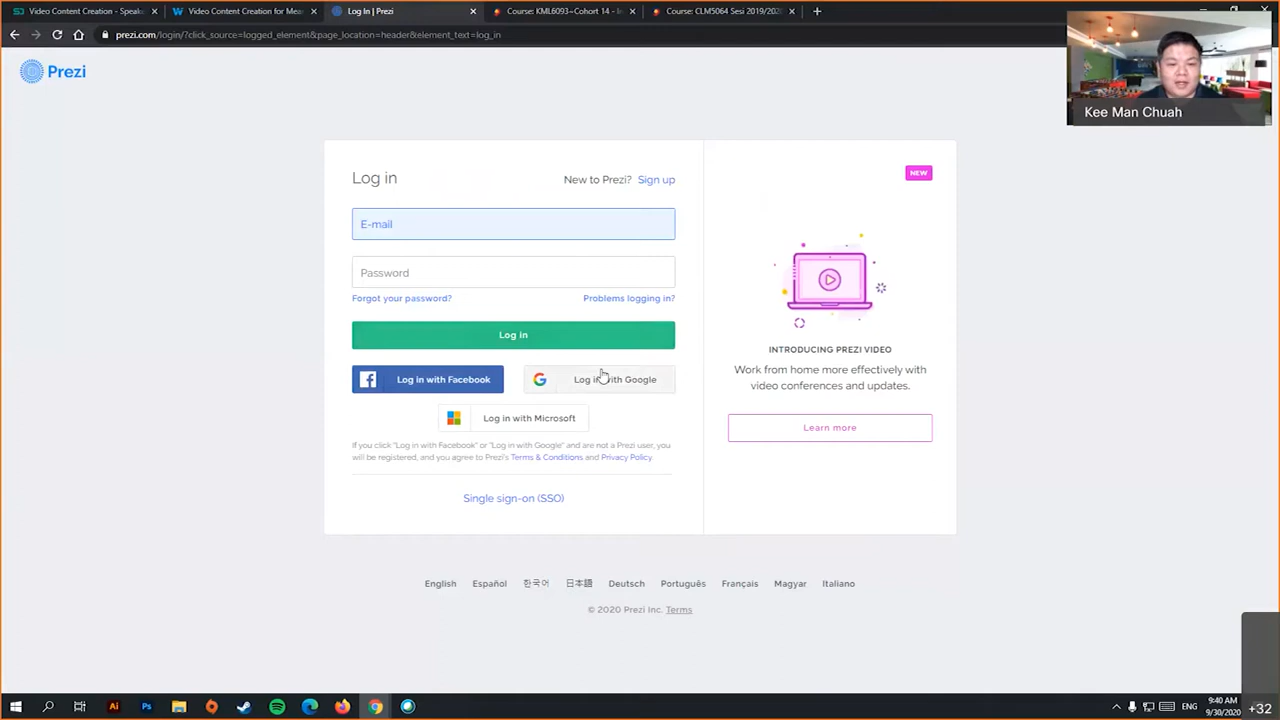 Video Content Creation - Speake
Video Content Creation for Mea
Log In | Prezi
Course: KML6093~Cohort 14 - I
Course: CLM5064 Sesi 2019/202
prezi.com/login/?click_source=logged_element&page_location=header&element_text=log_in
Prezi
Kee Man Chuah
Log in
New to Prezi? Sign up
E-mail
Password
Forgot your password?
Problems logging in?
Log in
Log in with Facebook
Log in with Google
Log in with Microsoft
If you click "Log in with Facebook" or "Log in with Google" and are not a Prezi user, you
will be registered, and you agree to Prezi's Terms & Conditions and Privacy Policy.
Single sign-on (SSO)
NEW
INTRODUCING PREZI VIDEO
Work from home more effectively with
video conferences and updates.
Learn more
English Español 한국어 日本語 Deutsch Português Français Magyar Italiano
© 2020 Prezi Inc. Terms
Ai
Ps
ENG
9:40 AM
9/30/2020
+32